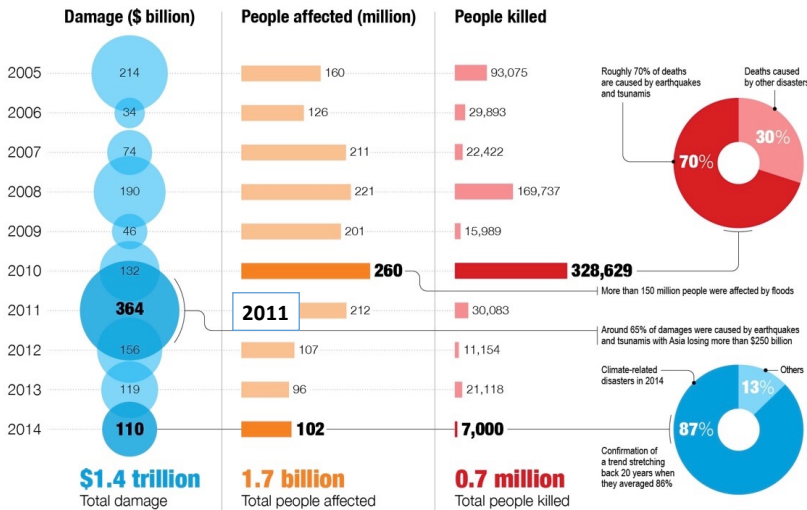 Damage ($ billion) People affected (million) People killed
2005 214 160 93,075
2006 34 126 29,893
2007 74 211 22,422
2008 190 221 169,737
2009 46 201 15,989
2010 132 260 328,629
2011 364 2011 212 30,083
2012 156 107 11,154
2013 119 96 21,118
2014 110 102 7,000
$1.4 trillion 1.7 billion 0.7 million
Total damage Total people affected Total people killed
Roughly 70% of deaths
are caused by earthquakes
and tsunamis
Deaths caused
by other disasters
30%
70%
More than 150 million people were affected by floods
Around 65% of damages were caused by earthquakes
and tsunamis with Asia losing more than $250 billion
Climate-related
disasters in 2014
Others
13%
87%
Confirmation of
a trend stretching
back 20 years when
they averaged 86%